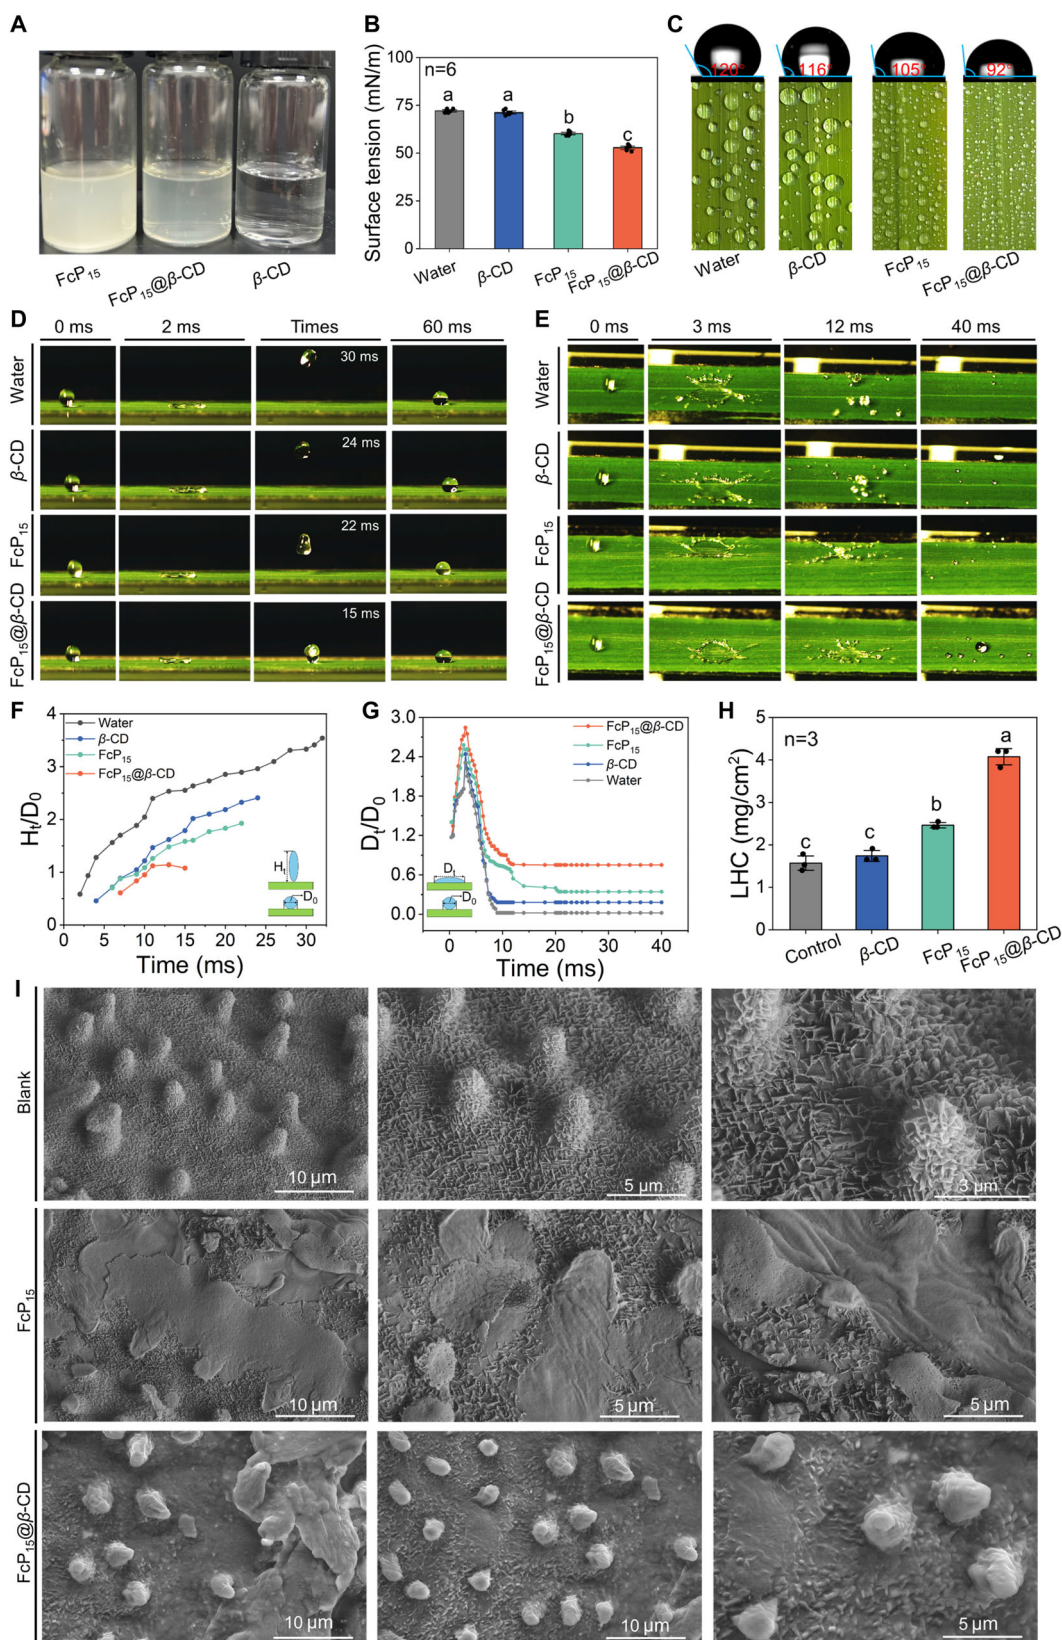 A
FcP15
FcP15@β-CD
β-CD
B
Surface tension (mN/m)
100
75
50
25
0
n=6
a
a
b
c
Water
β-CD
FcP15
FcP15@β-CD
C
120°
116°
105°
92°
Water
β-CD
FcP15
FcP15@β-CD
D
0 ms
2 ms
Times
60 ms
Water
30 ms
β-CD
24 ms
FcP15
22 ms
FcP15@β-CD
15 ms
E
0 ms
3 ms
12 ms
40 ms
Water
β-CD
FcP15
FcP15@β-CD
F
Ht/D0
4
3
2
1
0
Water
β-CD
FcP15
FcP15@β-CD
Ht
D0
0 5 10 15 20 25 30
Time (ms)
G
Dt/D0
3.0
2.4
1.8
1.2
0.6
0.0
FcP15@β-CD
FcP15
β-CD
Water
Dt
D0
0 10 20 30 40
Time (ms)
H
LHC (mg/cm2)
5
4
3
2
1
0
n=3
c
c
b
a
Control
β-CD
FcP15
FcP15@β-CD
I
Blank
10 µm
5 µm
3 µm
FcP15
10 µm
5 µm
5 µm
FcP15@β-CD
10 µm
10 µm
5 µm